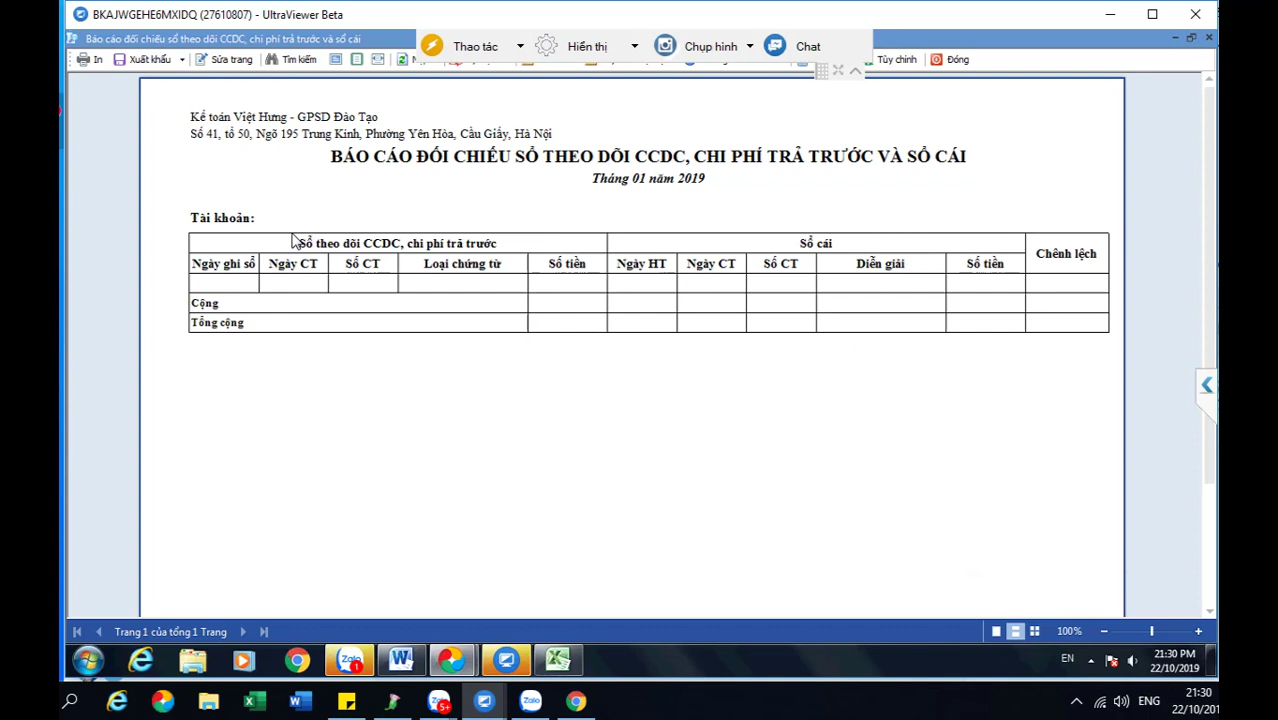 BKAJWGEHE6MXIDQ (27610807) - UltraViewer Beta
Báo cáo đối chiếu sổ theo dõi CCDC, chi phí trả trước và sổ cái
Thao tác
Hiển thị
Chụp hình
Chat
In
Xuất khẩu
Sửa trang
Tìm kiếm
Tùy chỉnh
Đóng
Kế toán Việt Hưng - GPSD Đào Tạo
Số 41, tổ 50, Ngõ 195 Trung Kính, Phường Yên Hòa, Cầu Giấy, Hà Nội
BÁO CÁO ĐỐI CHIẾU SỔ THEO DÕI CCDC, CHI PHÍ TRẢ TRƯỚC VÀ SỔ CÁI
Tháng 01 năm 2019
Tài khoản:
Sổ theo dõi CCDC, chi phí trả trước Sổ cái Chênh lệch
Ngày ghi sổ Ngày CT Số CT Loại chứng từ Số tiền Ngày HT Ngày CT Số CT Diễn giải Số tiền
Cộng
Tổng cộng
Trang 1 của tổng 1 Trang
100%
1
EN
21:30 PM
22/10/2019
5+
ENG
21:30
22/10/201